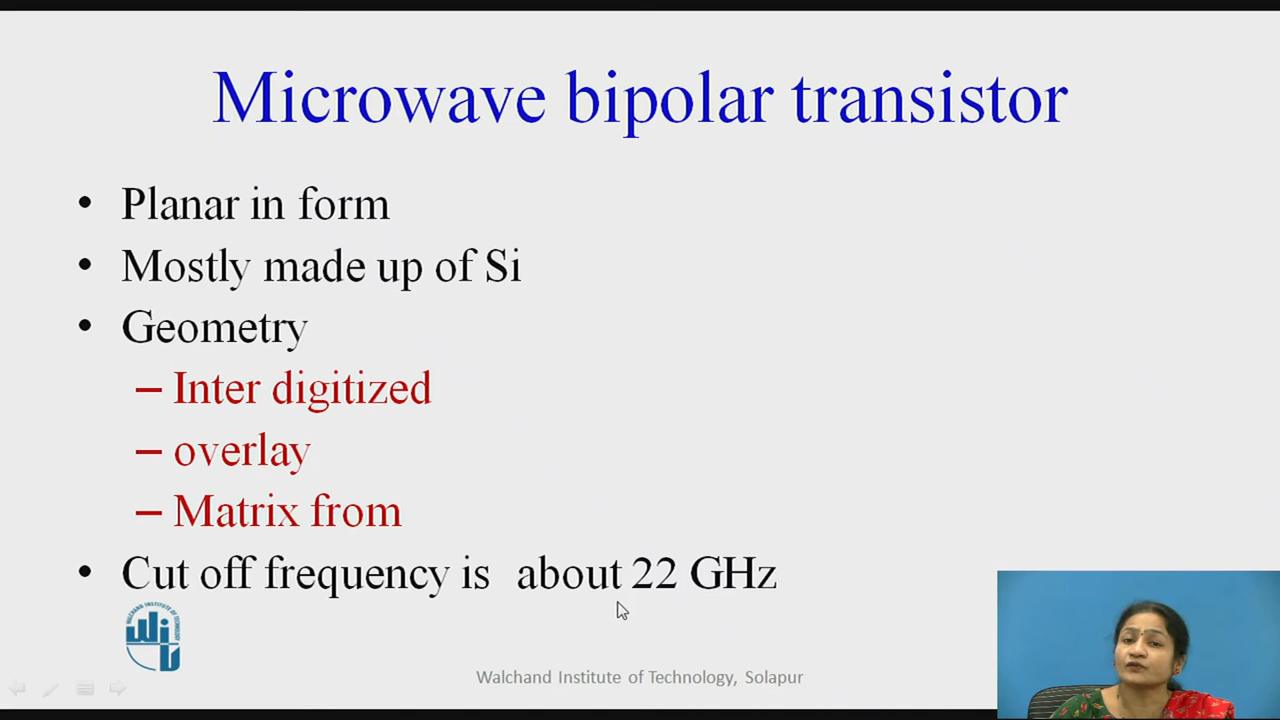 Microwave bipolar transistor
• Planar in form
• Mostly made up of Si
• Geometry
– Inter digitized
– overlay
– Matrix from
• Cut off frequency is about 22 GHz
Walchand Institute of Technology, Solapur